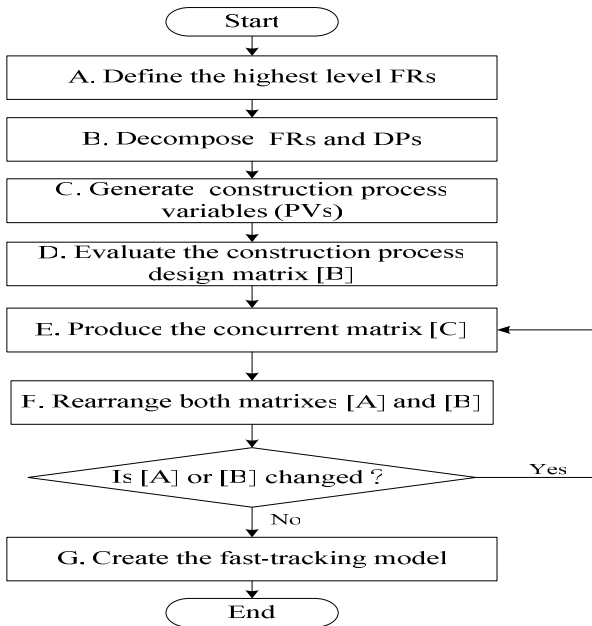 Start
A. Define the highest level FRs
B. Decompose FRs and DPs
C. Generate construction process
variables (PVs)
D. Evaluate the construction process
design matrix [B]
E. Produce the concurrent matrix [C]
F. Rearrange both matrixes [A] and [B]
Is [A] or [B] changed ?
Yes
No
G. Create the fast-tracking model
End